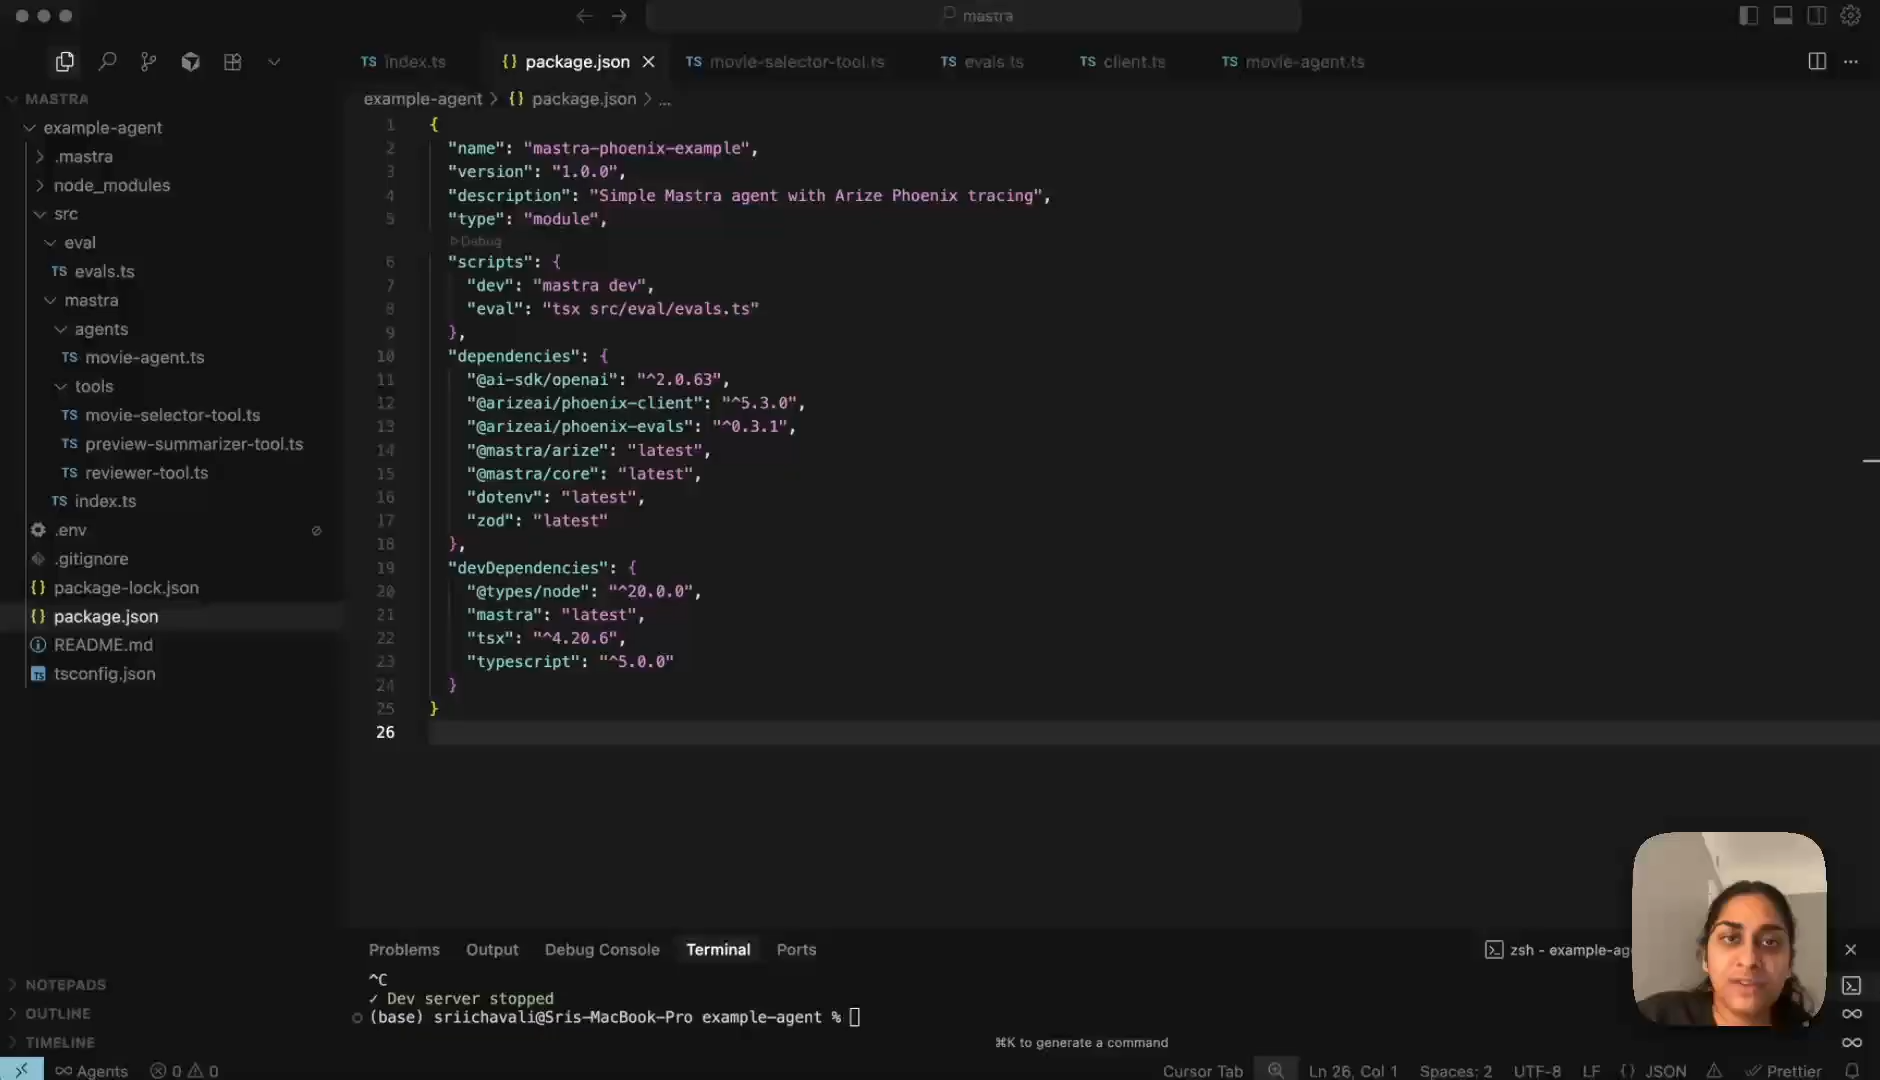 mastra
TS index.ts
{} package.json
TS movie-selector-tool.ts
TS evals.ts
TS client.ts
TS movie-agent.ts
MASTRA
example-agent
.mastra
node_modules
src
eval
TS evals.ts
mastra
agents
TS movie-agent.ts
tools
TS movie-selector-tool.ts
TS preview-summarizer-tool.ts
TS reviewer-tool.ts
TS index.ts
.env
.gitignore
{} package-lock.json
{} package.json
README.md
TS tsconfig.json
NOTEPADS
OUTLINE
TIMELINE
example-agent > {} package.json > ...
1 {
2 "name": "mastra-phoenix-example",
3 "version": "1.0.0",
4 "description": "Simple Mastra agent with Arize Phoenix tracing",
5 "type": "module",
Debug
6 "scripts": {
7 "dev": "mastra dev",
8 "eval": "tsx src/eval/evals.ts"
9 },
10 "dependencies": {
11 "@ai-sdk/openai": "^2.0.63",
12 "@arizeai/phoenix-client": "^5.3.0",
13 "@arizeai/phoenix-evals": "^0.3.1",
14 "@mastra/arize": "latest",
15 "@mastra/core": "latest",
16 "dotenv": "latest",
17 "zod": "latest"
18 },
19 "devDependencies": {
20 "@types/node": "^20.0.0",
21 "mastra": "latest",
22 "tsx": "^4.20.6",
23 "typescript": "^5.0.0"
24 }
25 }
26
Problems Output Debug Console Terminal Ports
zsh - example-age
^C
✓ Dev server stopped
(base) sriichavali@Sris-MacBook-Pro example-agent %
⌘K to generate a command
Agents 0 0
Cursor Tab Ln 26, Col 1 Spaces: 2 UTF-8 LF {} JSON Prettier